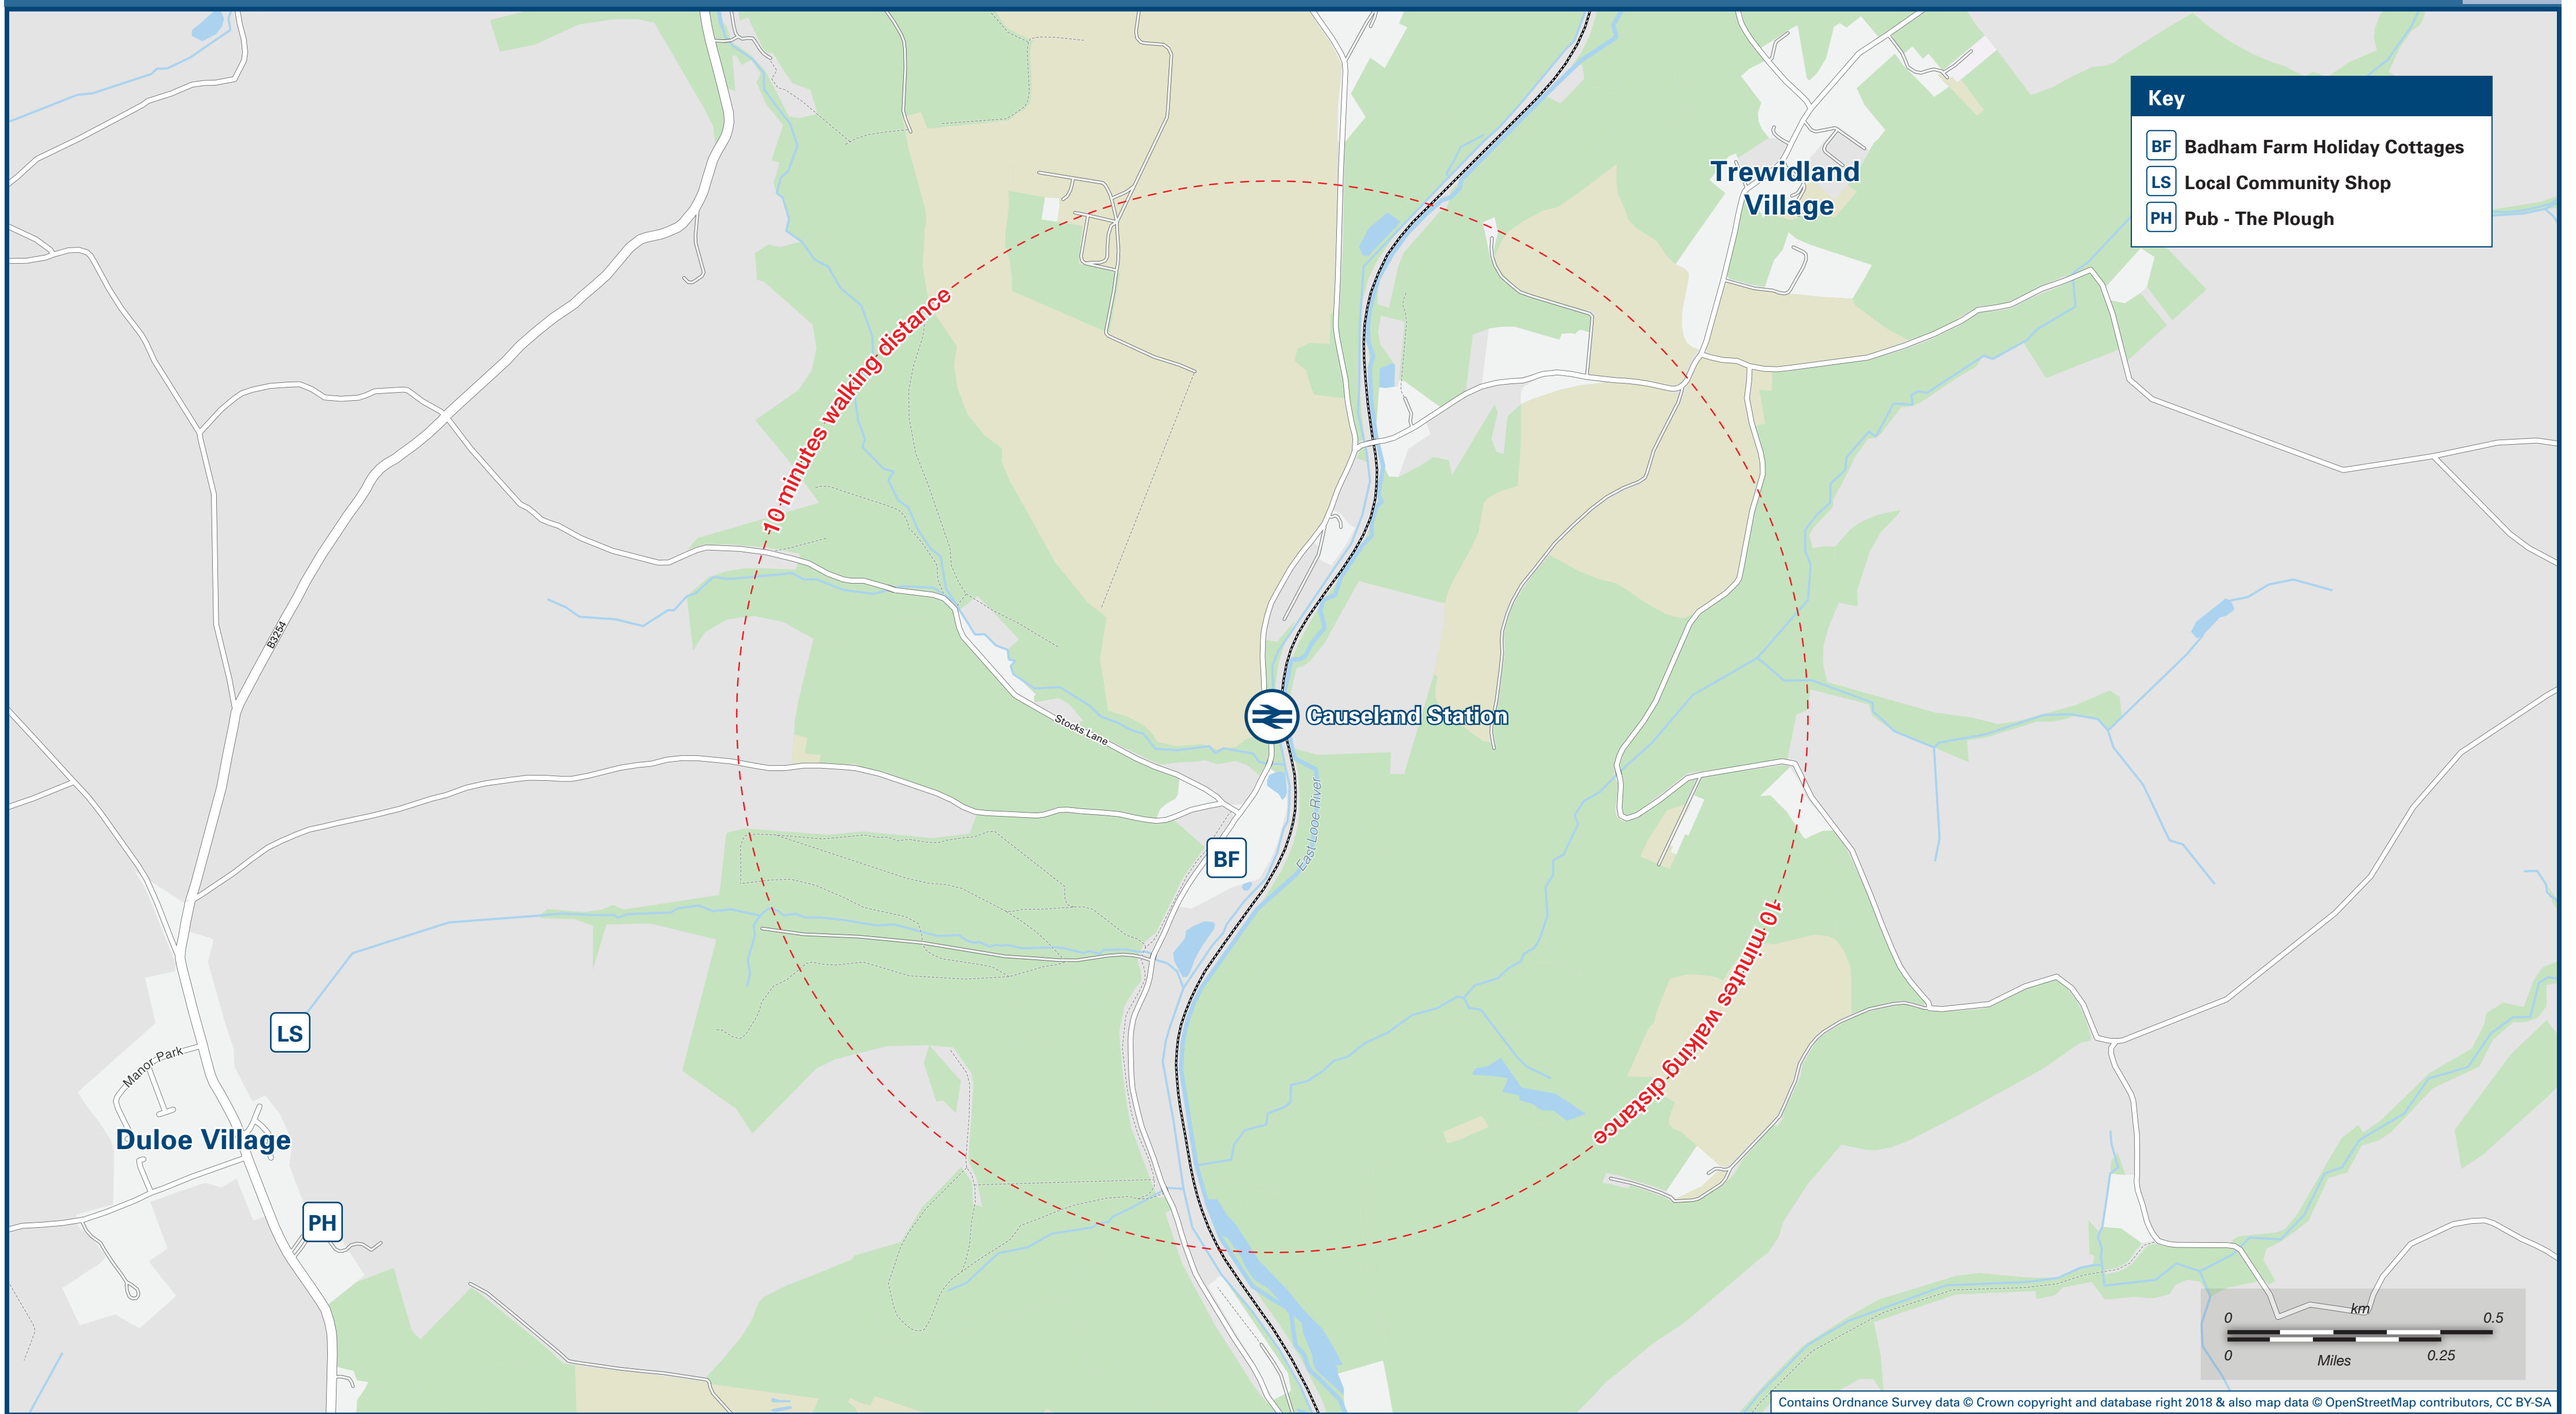 Key
BF Badham Farm Holiday Cottages
LS Local Community Shop
PH Pub - The Plough
Trewidland
Village
10 minutes walking distance
B3254
Stocks Lane
Causeland Station
East Looe River
BF
10 minutes walking distance
LS
Manor Park
Duloe Village
PH
km
0 0.5
0 Miles 0.25
Contains Ordnance Survey data © Crown copyright and database right 2018 & also map data © OpenStreetMap contributors, CC BY-SA